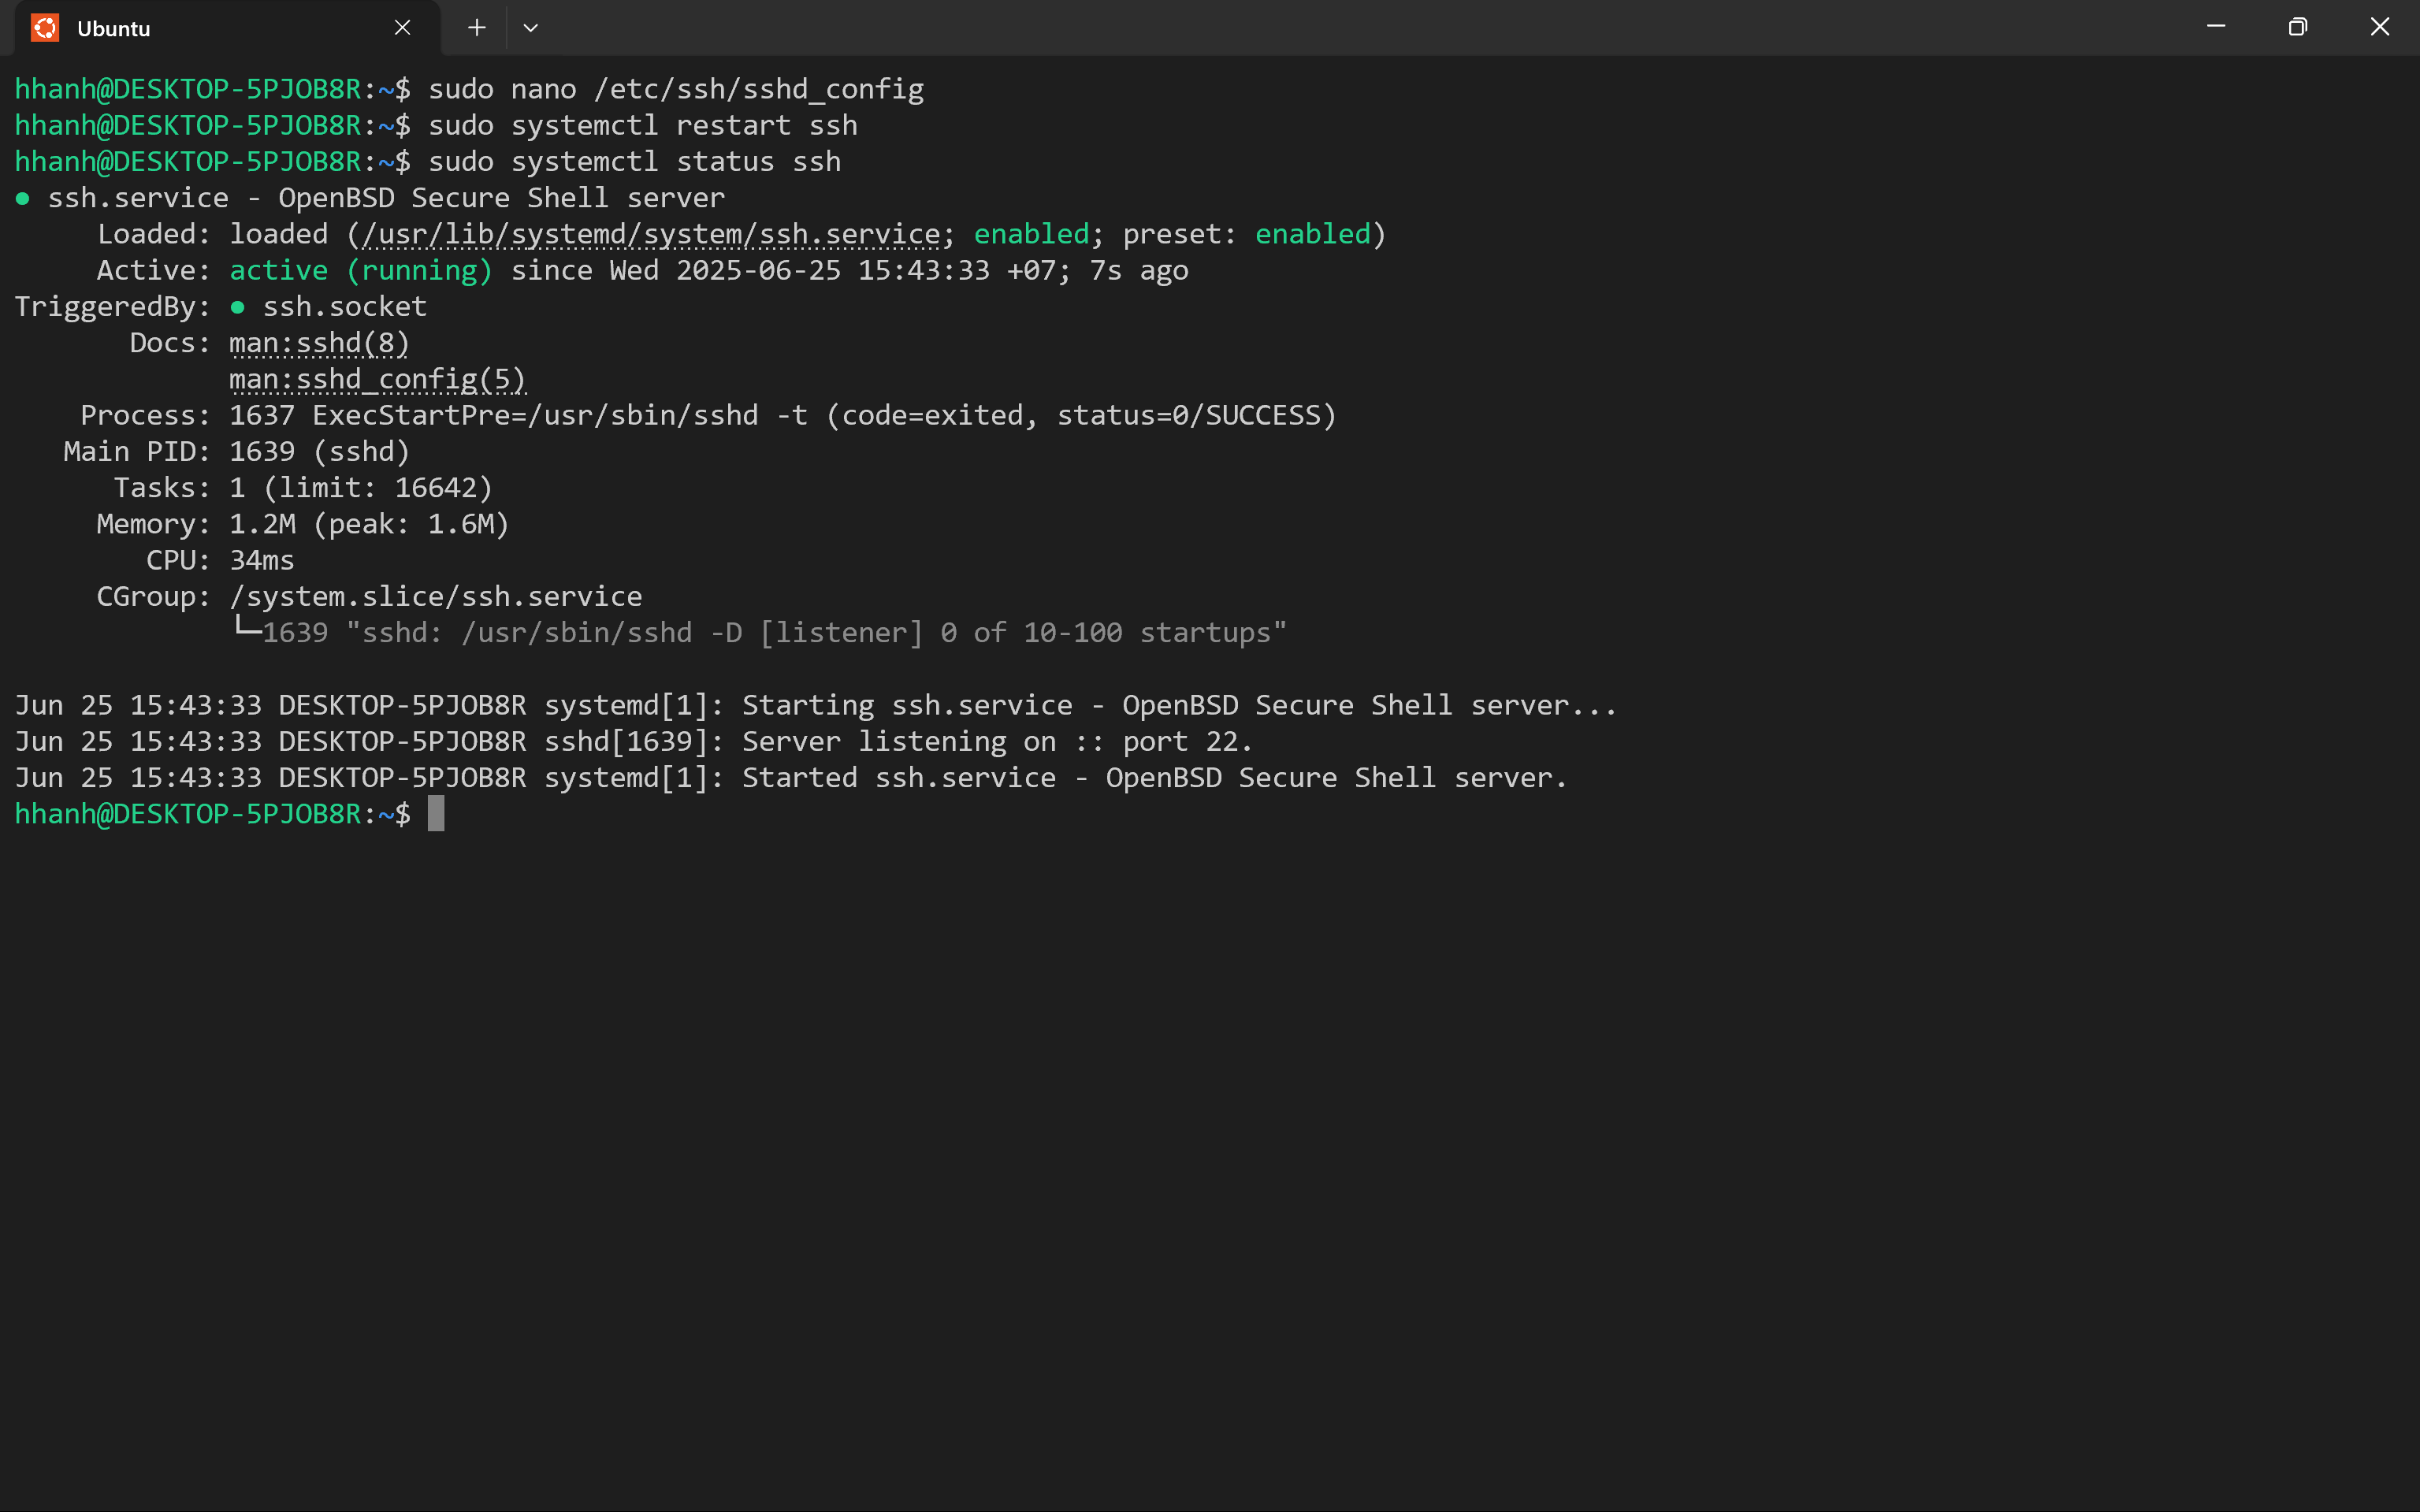 Ubuntu
hhanh@DESKTOP-5PJOB8R:~$ sudo nano /etc/ssh/sshd_config
hhanh@DESKTOP-5PJOB8R:~$ sudo systemctl restart ssh
hhanh@DESKTOP-5PJOB8R:~$ sudo systemctl status ssh
● ssh.service - OpenBSD Secure Shell server
     Loaded: loaded (/usr/lib/systemd/system/ssh.service; enabled; preset: enabled)
     Active: active (running) since Wed 2025-06-25 15:43:33 +07; 7s ago
TriggeredBy: ● ssh.socket
       Docs: man:sshd(8)
             man:sshd_config(5)
    Process: 1637 ExecStartPre=/usr/sbin/sshd -t (code=exited, status=0/SUCCESS)
   Main PID: 1639 (sshd)
      Tasks: 1 (limit: 16642)
     Memory: 1.2M (peak: 1.6M)
        CPU: 34ms
     CGroup: /system.slice/ssh.service
             └─1639 "sshd: /usr/sbin/sshd -D [listener] 0 of 10-100 startups"

Jun 25 15:43:33 DESKTOP-5PJOB8R systemd[1]: Starting ssh.service - OpenBSD Secure Shell server...
Jun 25 15:43:33 DESKTOP-5PJOB8R sshd[1639]: Server listening on :: port 22.
Jun 25 15:43:33 DESKTOP-5PJOB8R systemd[1]: Started ssh.service - OpenBSD Secure Shell server.
hhanh@DESKTOP-5PJOB8R:~$